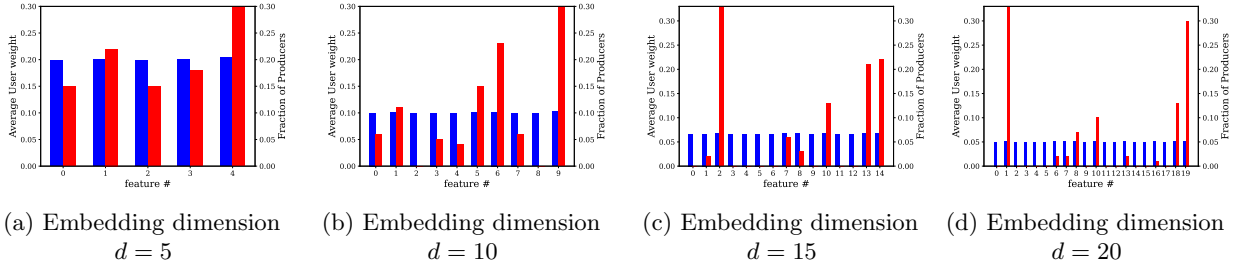 0.30 0.30
0.25 0.25
0.20 0.20
0.15 0.15
0.10 0.10
0.05 0.05
0.00 0.00
Average User weight
Fraction of Producers
0 1 2 3 4
feature #
(a) Embedding dimension
d = 5
0.30 0.30
0.25 0.25
0.20 0.20
0.15 0.15
0.10 0.10
0.05 0.05
0.00 0.00
Average User weight
Fraction of Producers
0 1 2 3 4 5 6 7 8 9
feature #
(b) Embedding dimension
d = 10
0.30 0.30
0.25 0.25
0.20 0.20
0.15 0.15
0.10 0.10
0.05 0.05
0.00 0.00
Average User weight
Fraction of Producers
0 1 2 3 4 5 6 7 8 9 10 11 12 13 14
feature #
(c) Embedding dimension
d = 15
0.30 0.30
0.25 0.25
0.20 0.20
0.15 0.15
0.10 0.10
0.05 0.05
0.00 0.00
Average User weight
Fraction of Producers
0 1 2 3 4 5 6 7 8 9 10 11 12 13 14 15 16 17 18 19
feature #
(d) Embedding dimension
d = 20